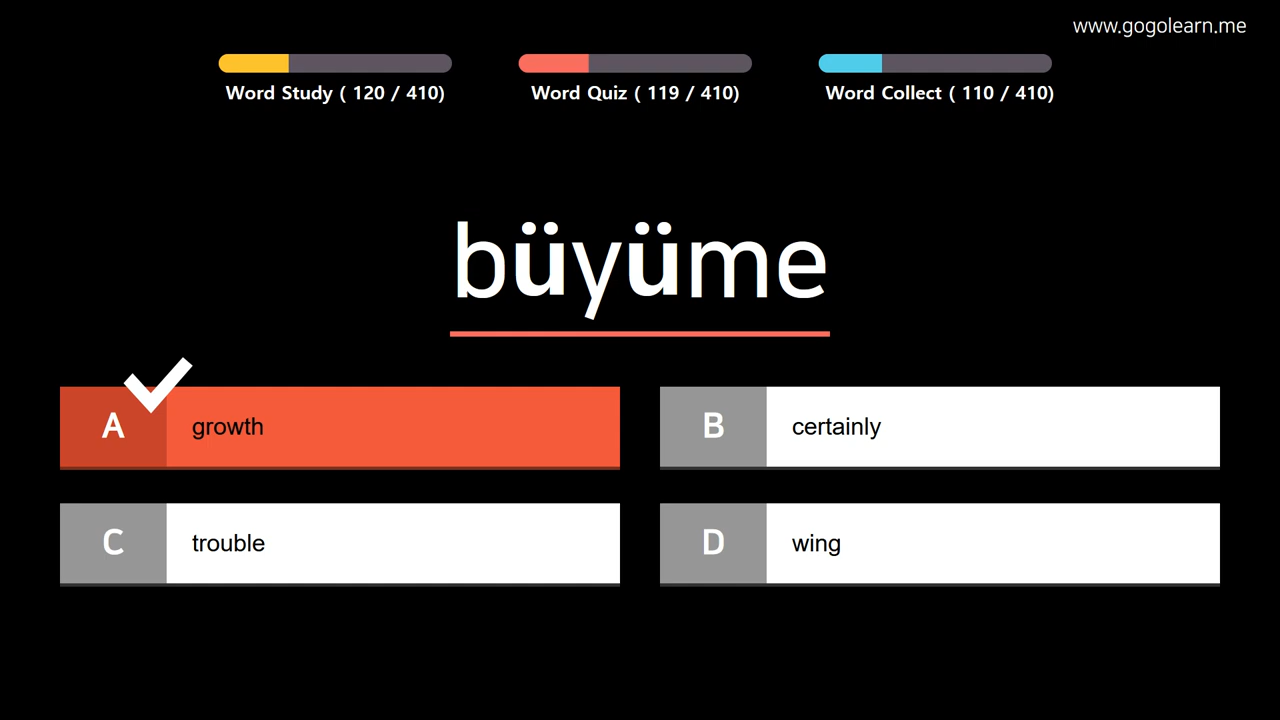 www.gogolearn.me
Word Study ( 120 / 410)
Word Quiz ( 119 / 410)
Word Collect ( 110 / 410)
büyüme
A growth
B certainly
C trouble
D wing